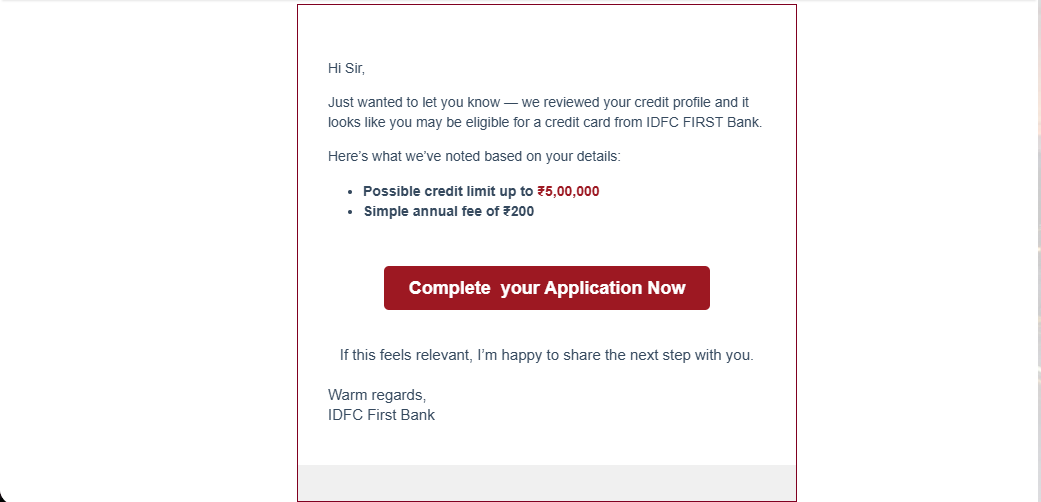 Hi Sir,
Just wanted to let you know — we reviewed your credit profile and it
looks like you may be eligible for a credit card from IDFC FIRST Bank.
Here’s what we’ve noted based on your details:
• Possible credit limit up to ₹5,00,000
• Simple annual fee of ₹200
Complete  your Application Now
If this feels relevant, I’m happy to share the next step with you.
Warm regards,
IDFC First Bank